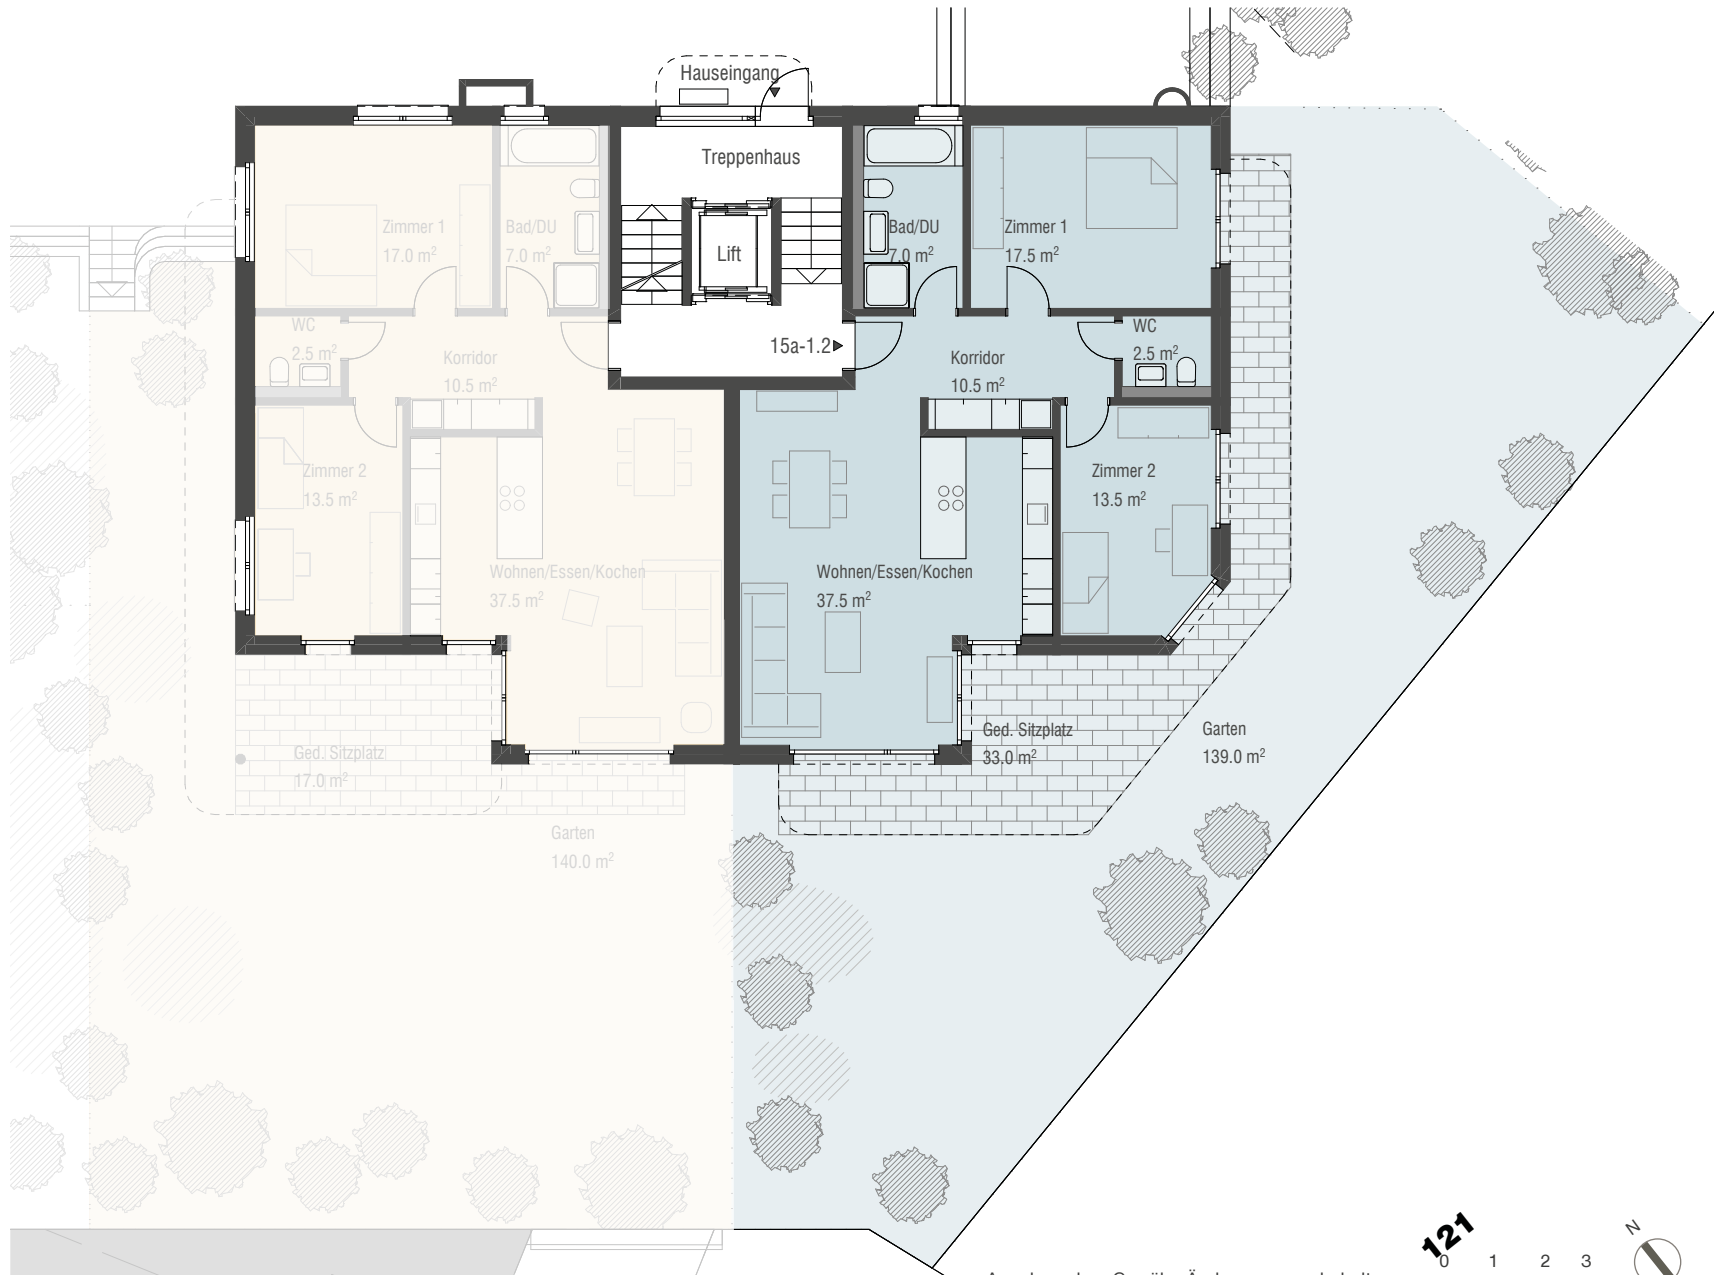 Hauseingang
Treppenhaus
Lift
15a-1.2
Zimmer 1
17.0 m²
Bad/DU
7.0 m²
Bad/DU
7.0 m²
Zimmer 1
17.5 m²
WC
2.5 m²
Korridor
10.5 m²
Korridor
10.5 m²
WC
2.5 m²
Zimmer 2
13.5 m²
Zimmer 2
13.5 m²
Wohnen/Essen/Kochen
37.5 m²
Wohnen/Essen/Kochen
37.5 m²
Ged. Sitzplatz
17.0 m²
Ged. Sitzplatz
33.0 m²
Garten
139.0 m²
Garten
140.0 m²
121
N
0 1 2 3